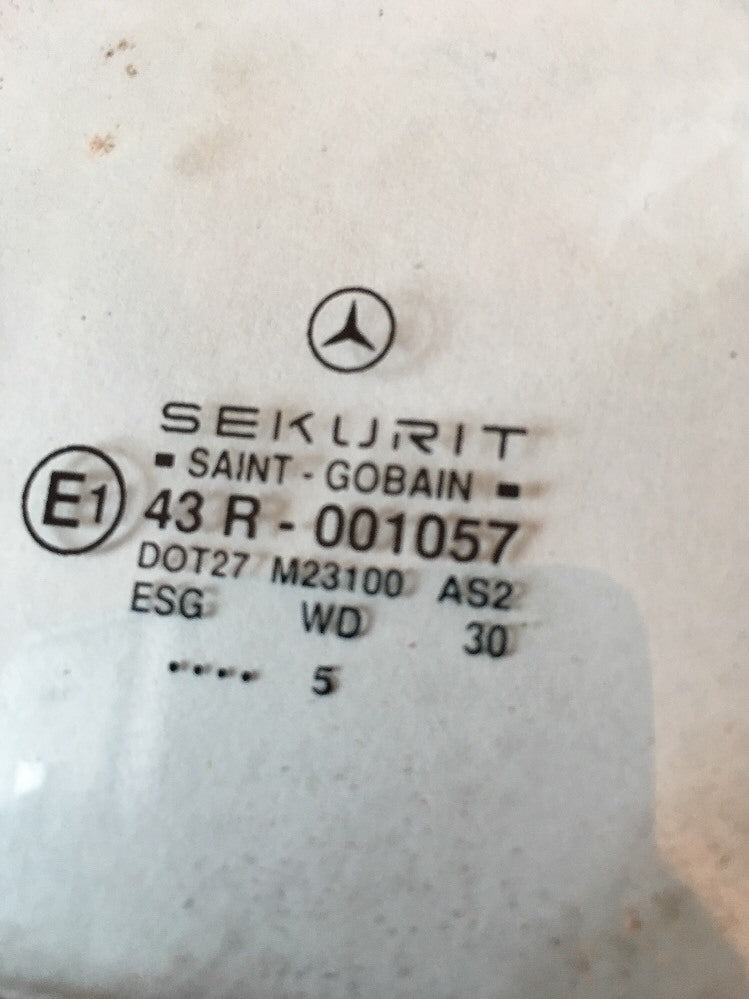 SEKURIT
SAINT - GOBAIN
E1 43 R - 001057
DOT27 M23100 AS2
ESG WD 30
.... 5